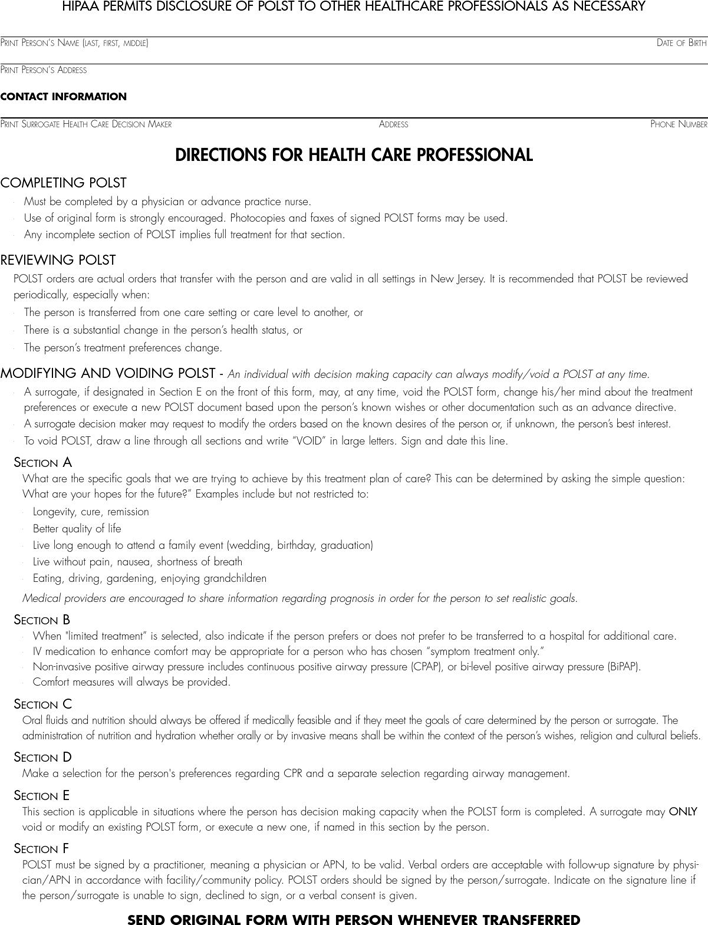 HIPAA PERMITS DISCLOSURE OF POLST TO OTHER HEALTHCARE PROFESSIONALS AS NECESSARY
PRINT PERSON'S NAME (LAST, FIRST, MIDDLE) DATE OF BIRTH
PRINT PERSON'S ADDRESS
CONTACT INFORMATION
PRINT SURROGATE HEALTH CARE DECISION MAKER ADDRESS PHONE NUMBER
DIRECTIONS FOR HEALTH CARE PROFESSIONAL
COMPLETING POLST
· Must be completed by a physician or advance practice nurse.
· Use of original form is strongly encouraged. Photocopies and faxes of signed POLST forms may be used.
· Any incomplete section of POLST implies full treatment for that section.
REVIEWING POLST
POLST orders are actual orders that transfer with the person and are valid in all settings in New Jersey. It is recommended that POLST be reviewed
periodically, especially when:
· The person is transferred from one care setting or care level to another, or
· There is a substantial change in the person's health status, or
· The person's treatment preferences change.
MODIFYING AND VOIDING POLST - An individual with decision making capacity can always modify/void a POLST at any time.
· A surrogate, if designated in Section E on the front of this form, may, at any time, void the POLST form, change his/her mind about the treatment
preferences or execute a new POLST document based upon the person's known wishes or other documentation such as an advance directive.
· A surrogate decision maker may request to modify the orders based on the known desires of the person or, if unknown, the person's best interest.
· To void POLST, draw a line through all sections and write “VOID” in large letters. Sign and date this line.
SECTION A
What are the specific goals that we are trying to achieve by this treatment plan of care? This can be determined by asking the simple question:
What are your hopes for the future?” Examples include but not restricted to:
· Longevity, cure, remission
· Better quality of life
· Live long enough to attend a family event (wedding, birthday, graduation)
· Live without pain, nausea, shortness of breath
· Eating, driving, gardening, enjoying grandchildren
Medical providers are encouraged to share information regarding prognosis in order for the person to set realistic goals.
SECTION B
· When "limited treatment” is selected, also indicate if the person prefers or does not prefer to be transferred to a hospital for additional care.
· IV medication to enhance comfort may be appropriate for a person who has chosen “symptom treatment only.”
· Non-invasive positive airway pressure includes continuous positive airway pressure (CPAP), or bi-level positive airway pressure (BiPAP).
· Comfort measures will always be provided.
SECTION C
Oral fluids and nutrition should always be offered if medically feasible and if they meet the goals of care determined by the person or surrogate. The
administration of nutrition and hydration whether orally or by invasive means shall be within the context of the person's wishes, religion and cultural beliefs.
SECTION D
Make a selection for the person's preferences regarding CPR and a separate selection regarding airway management.
SECTION E
This section is applicable in situations where the person has decision making capacity when the POLST form is completed. A surrogate may ONLY
void or modify an existing POLST form, or execute a new one, if named in this section by the person.
SECTION F
POLST must be signed by a practitioner, meaning a physician or APN, to be valid. Verbal orders are acceptable with follow-up signature by physi-
cian/APN in accordance with facility/community policy. POLST orders should be signed by the person/surrogate. Indicate on the signature line if
the person/surrogate is unable to sign, declined to sign, or a verbal consent is given.
SEND ORIGINAL FORM WITH PERSON WHENEVER TRANSFERRED